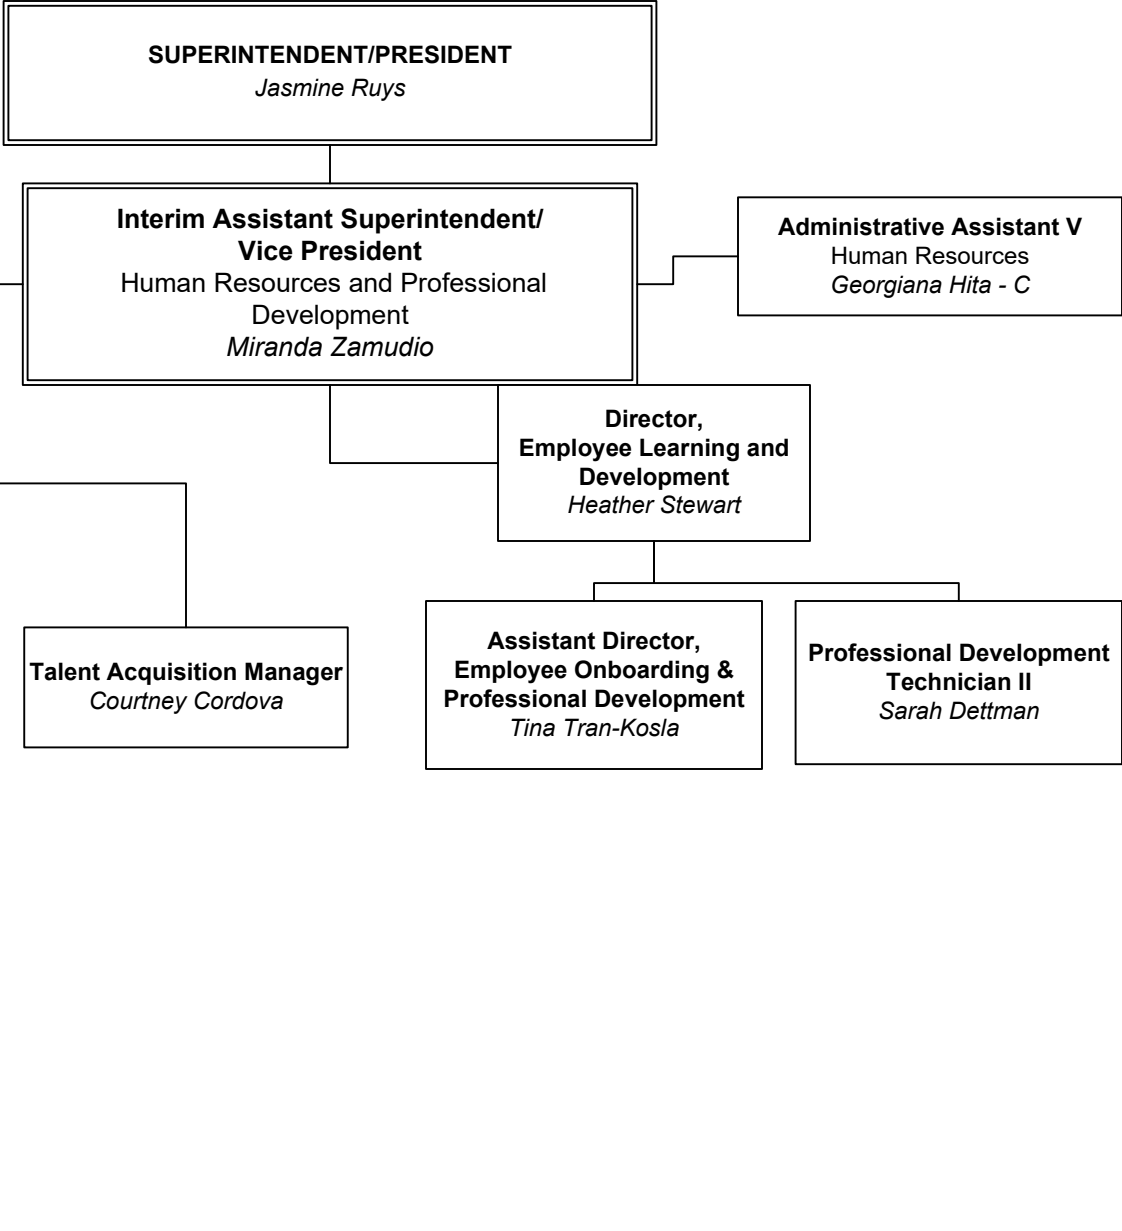 SUPERINTENDENT/PRESIDENT
Jasmine Ruys
Interim Assistant Superintendent/
Vice President
Human Resources and Professional
Development
Miranda Zamudio
Administrative Assistant V
Human Resources
Georgiana Hita - C
Director,
Employee Learning and
Development
Heather Stewart
Talent Acquisition Manager
Courtney Cordova
Assistant Director,
Employee Onboarding &
Professional Development
Tina Tran-Kosla
Professional Development
Technician II
Sarah Dettman